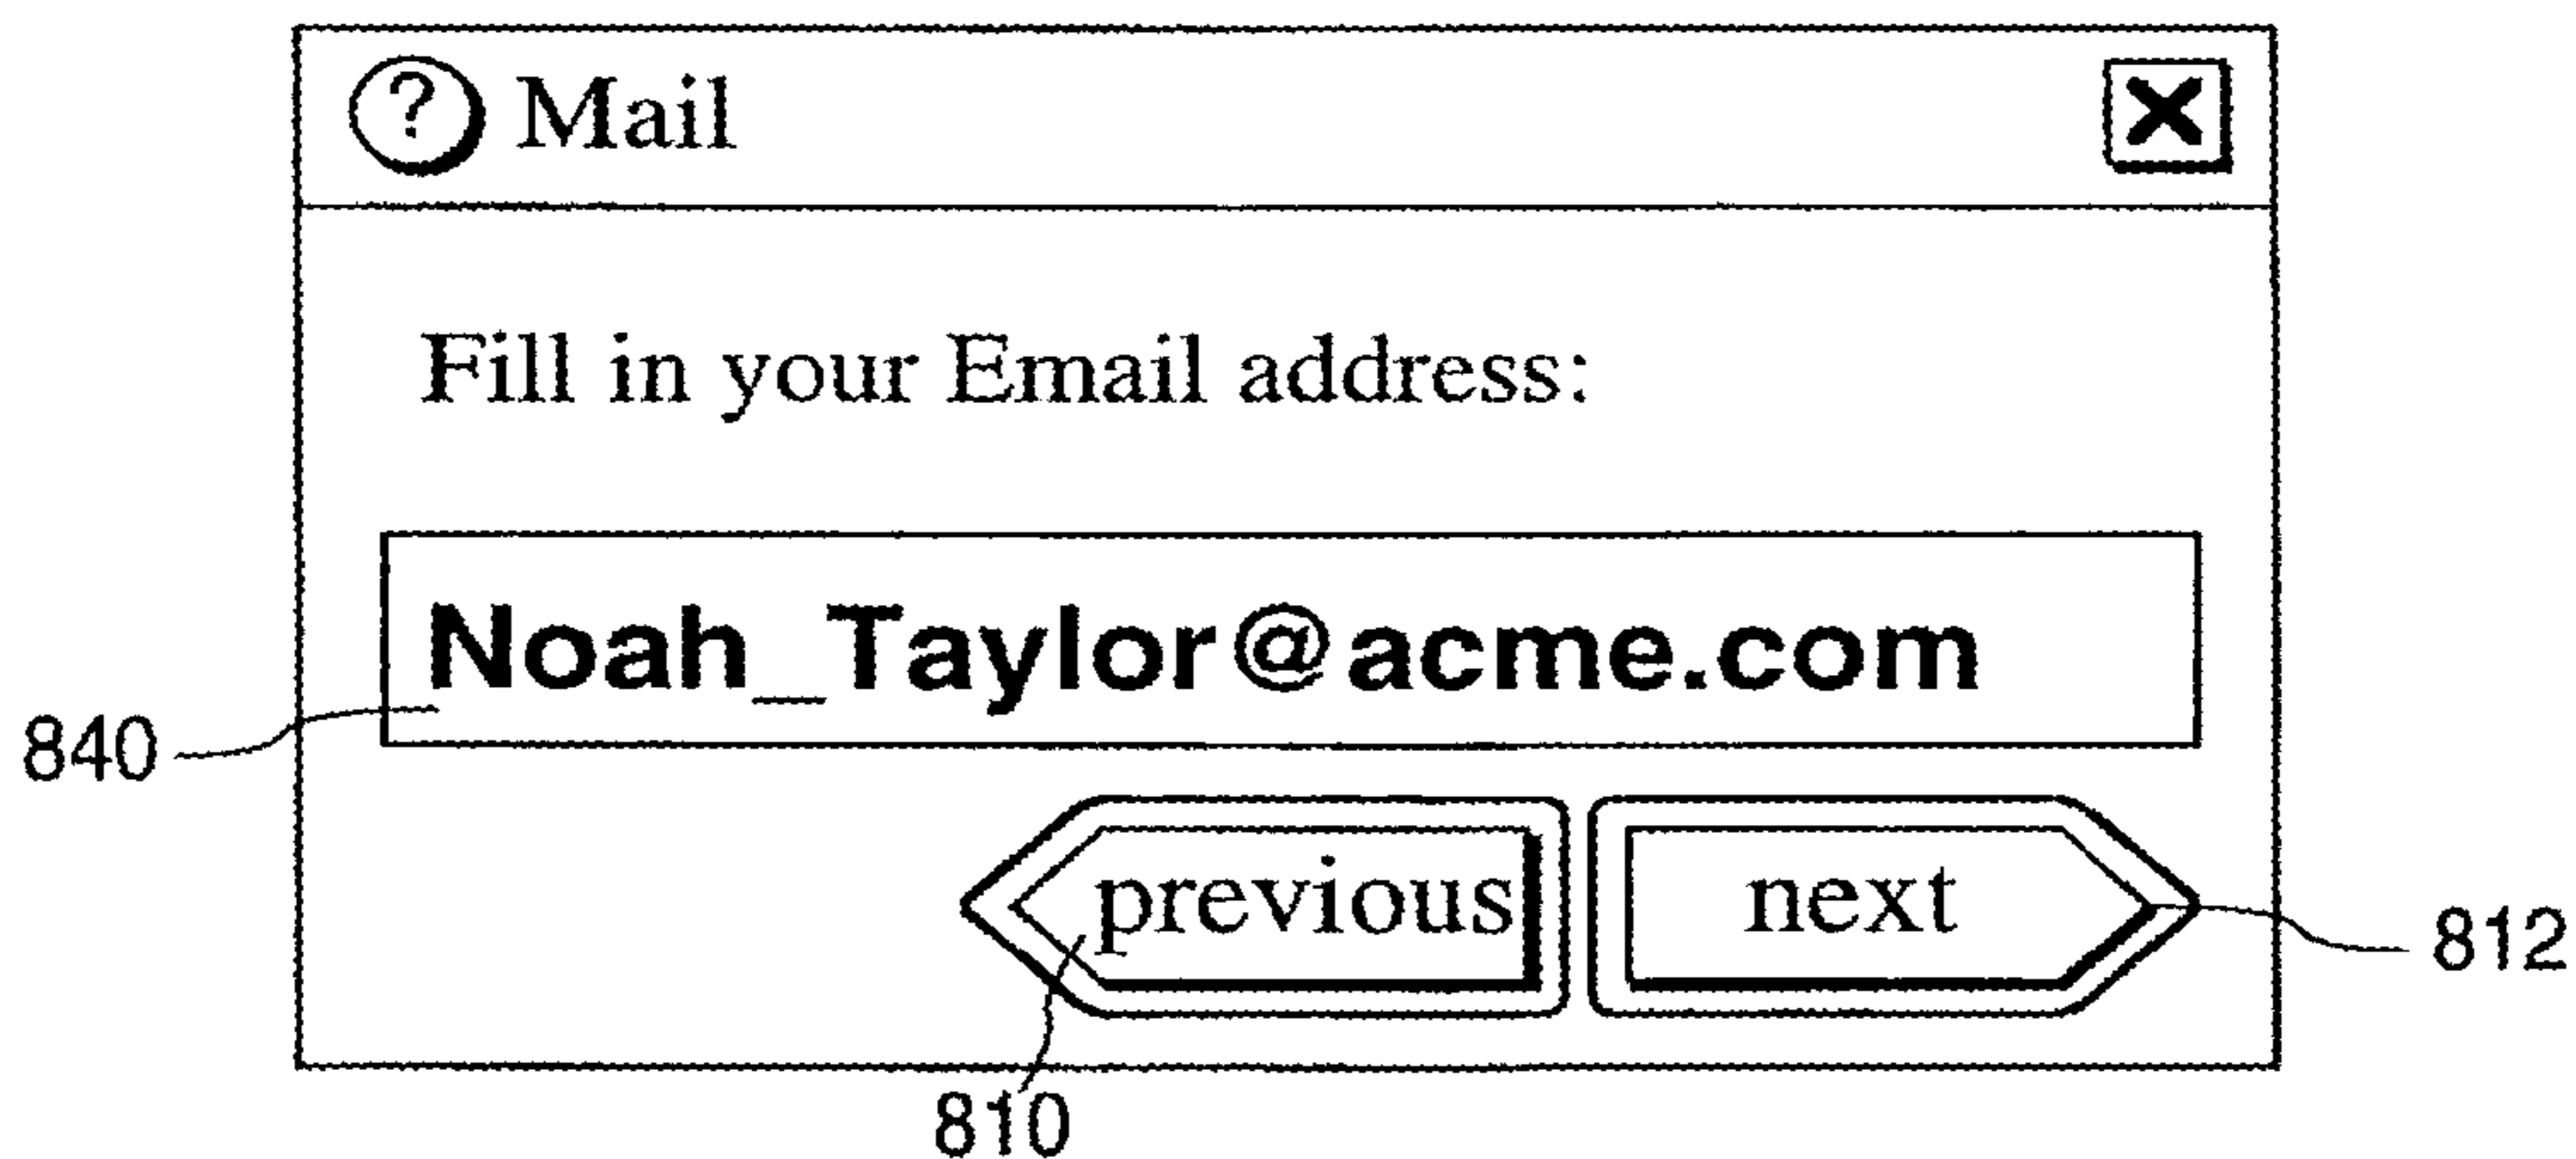 ? Mail X
Fill in your Email address:
Noah_Taylor@acme.com
840
previous next
812
810